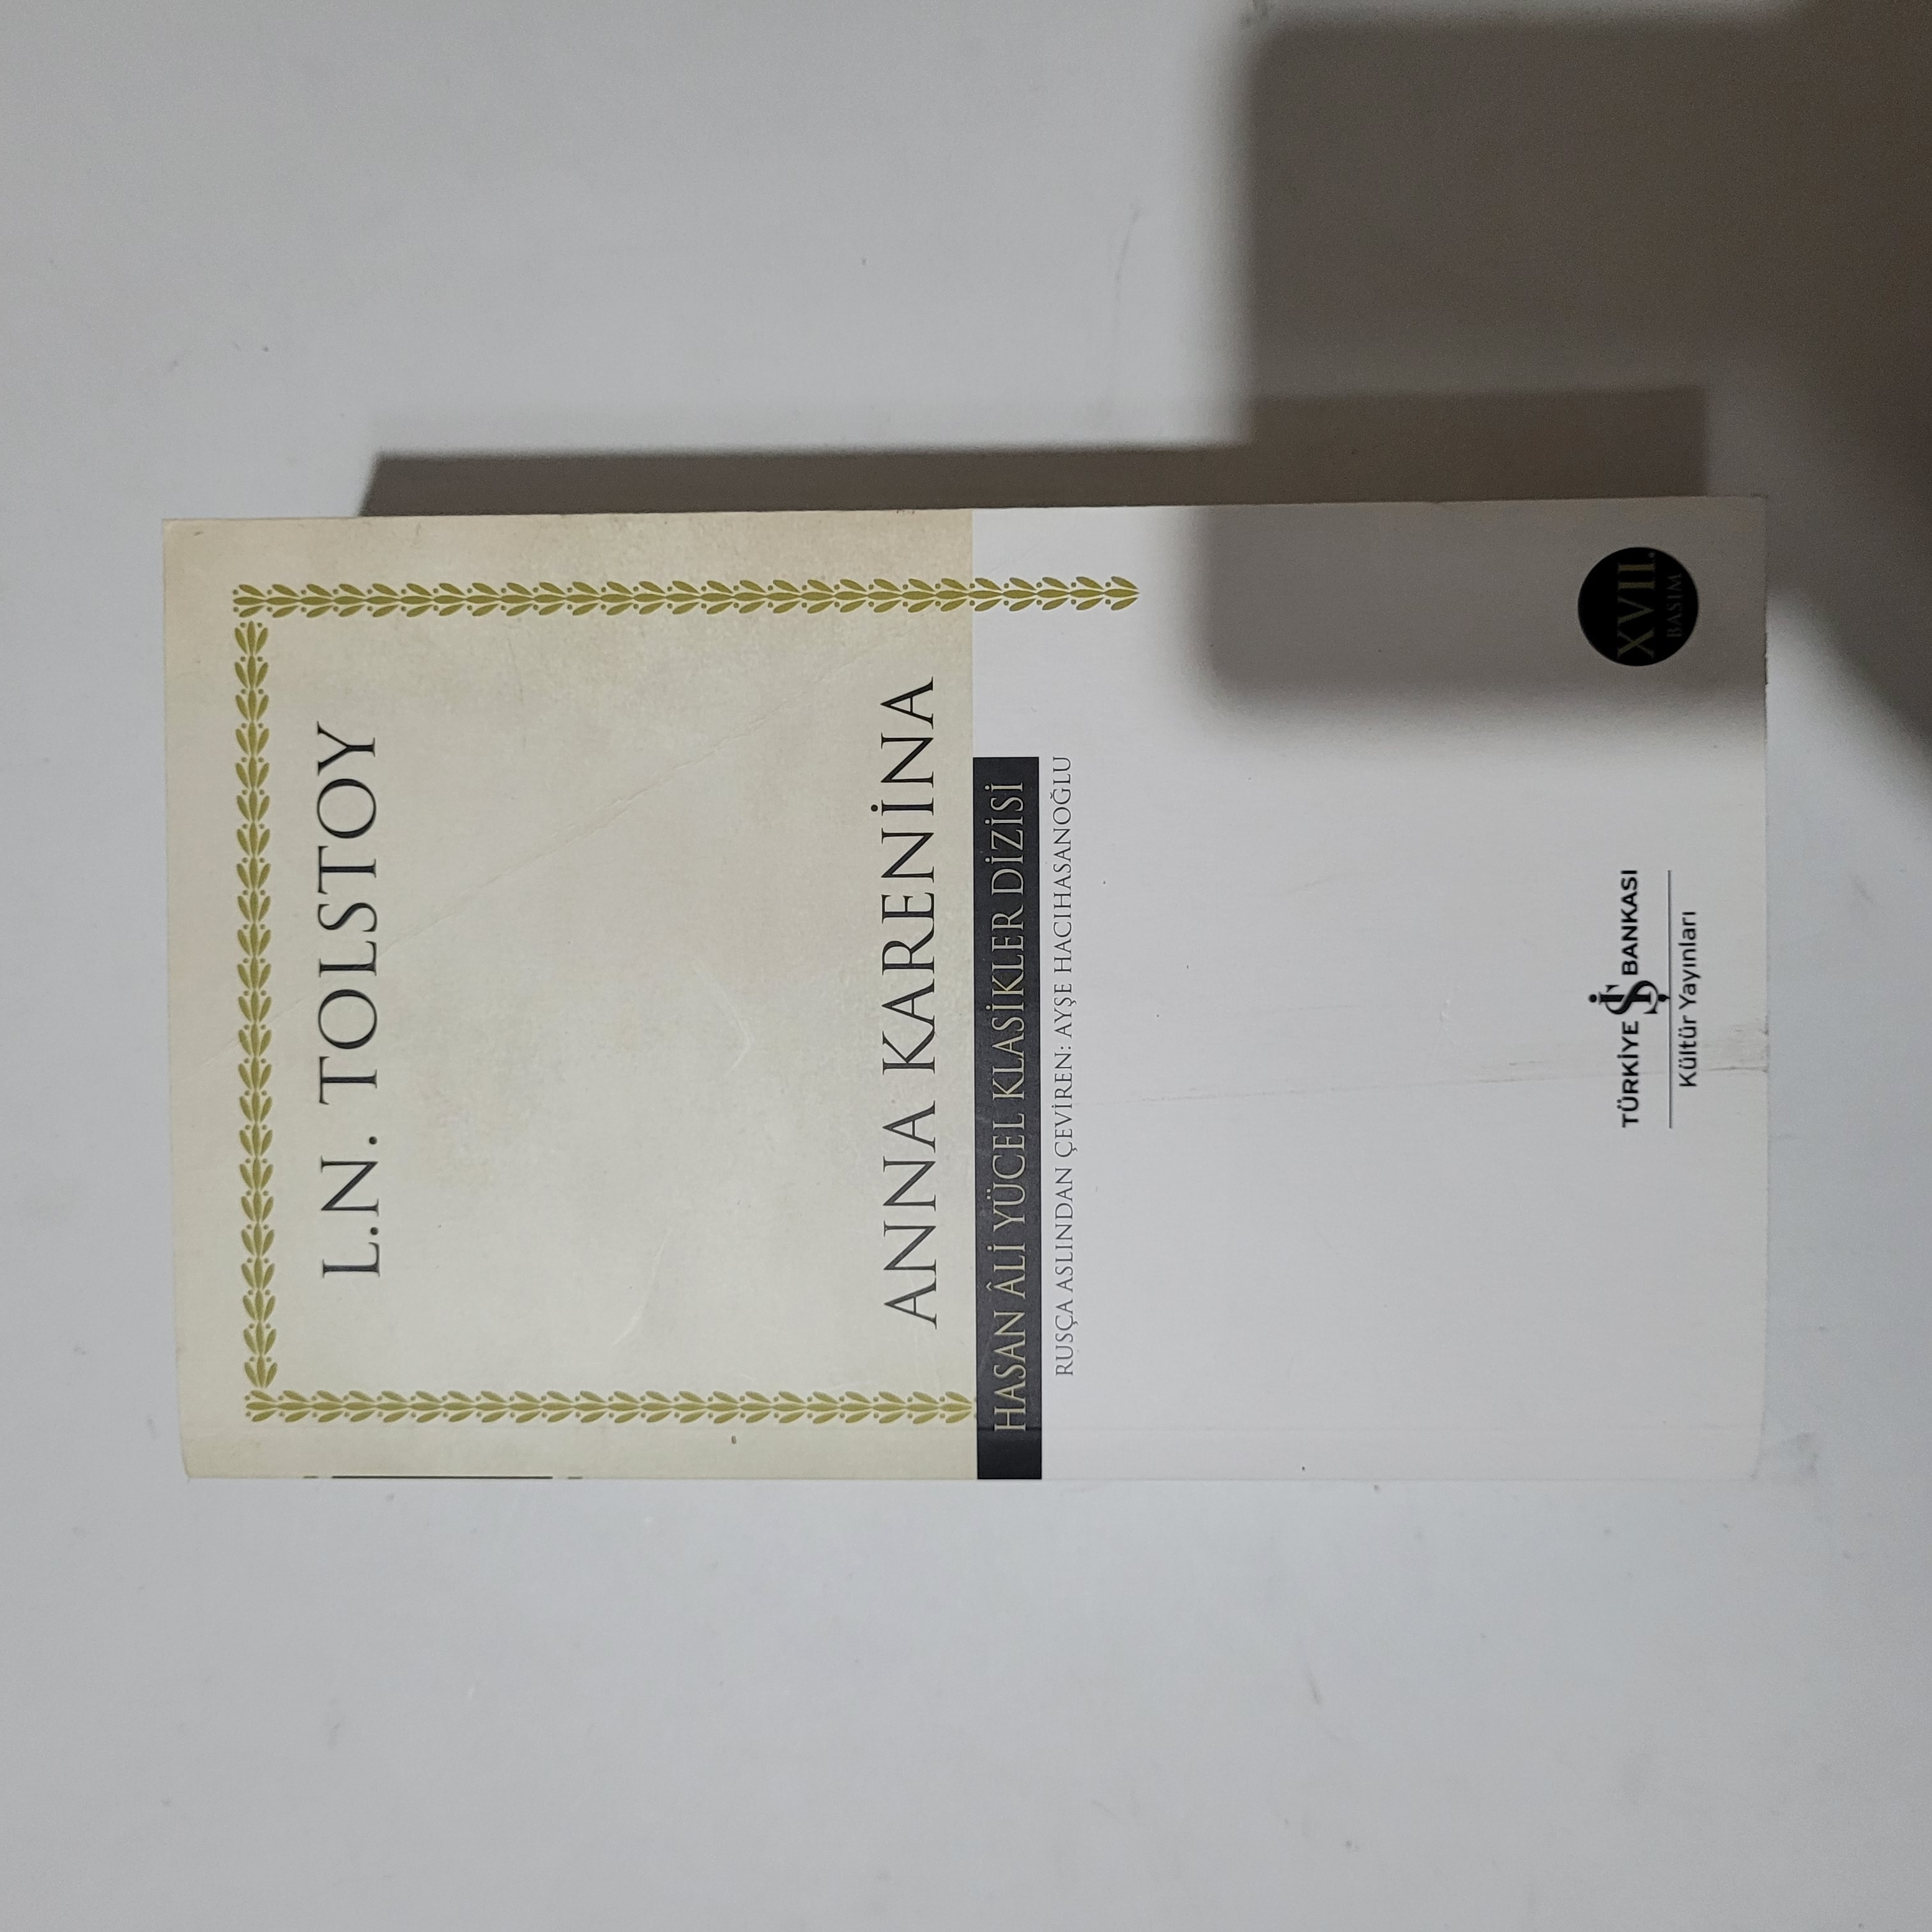 L.N. TOLSTOY
ANNA KARENİNA
HASAN ÂLİ YÜCEL KLASİKLER DİZİSİ
RUSÇA ASLINDAN ÇEVİREN: AYŞE HACIHASANOĞLU
XVII.
BASIM
TÜRKİYE İŞ BANKASI
Kültür Yayınları